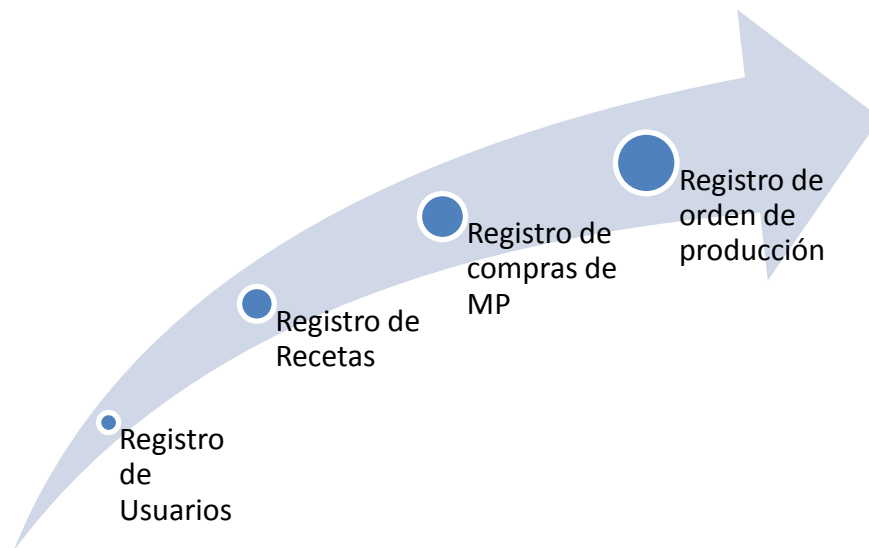 Registro
de
Usuarios
Registro de
Recetas
Registro de
compras de
MP
Registro de
orden de
producción